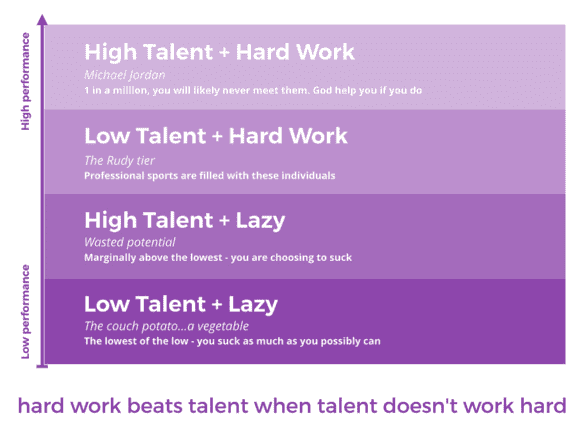 High performance
High Talent + Hard Work
Michael Jordan
1 in a million, you will likely never meet them. God help you if you do
Low Talent + Hard Work
The Rudy tier
Professional sports are filled with these individuals
High Talent + Lazy
Wasted potential
Marginally above the lowest - you are choosing to suck
Low performance
Low Talent + Lazy
The couch potato...a vegetable
The lowest of the low - you suck as much as you possibly can
hard work beats talent when talent doesn't work hard